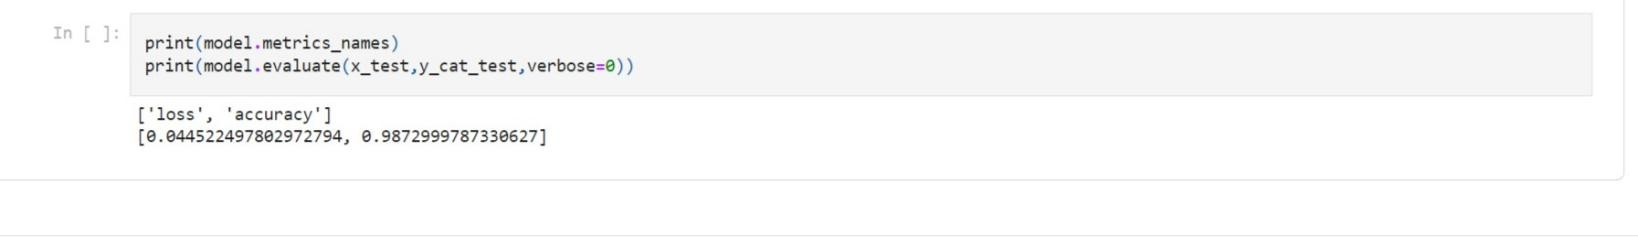 In [ ]:
print(model.metrics_names)
print(model.evaluate(x_test,y_cat_test,verbose=0))
['loss', 'accuracy']
[0.044522497802972794, 0.9872999787330627]